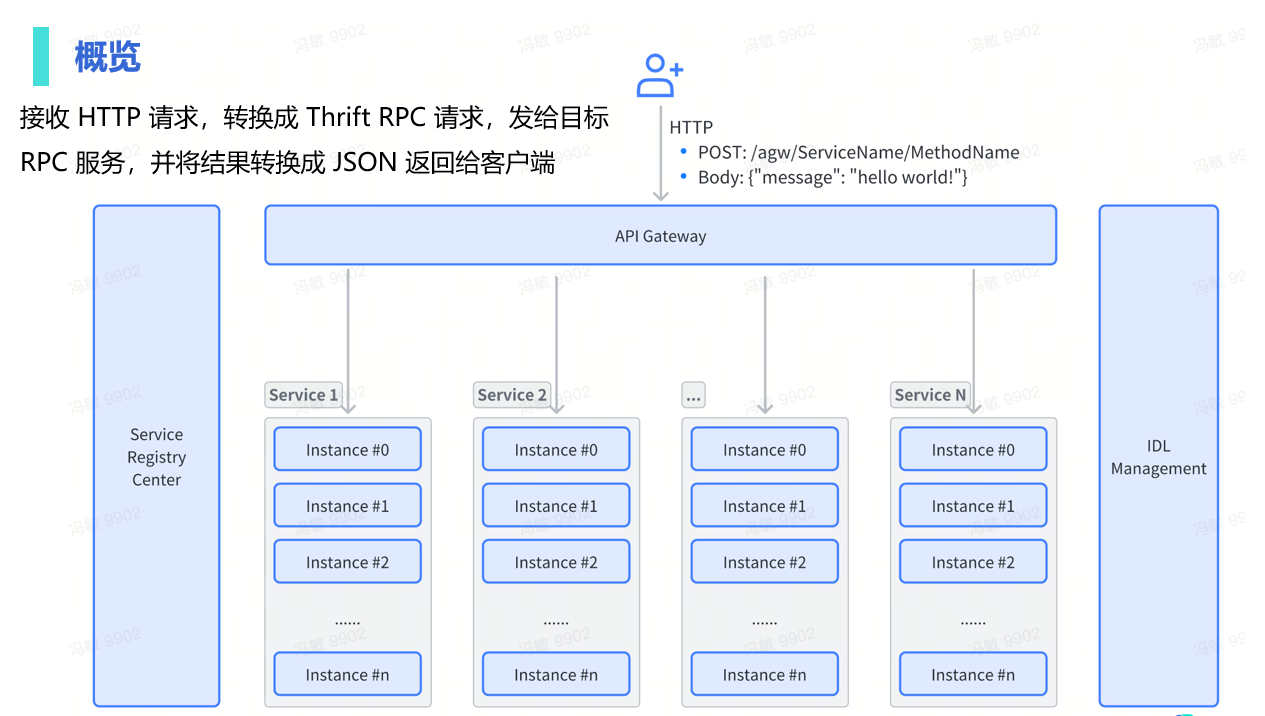 概览
接收 HTTP 请求，转换成 Thrift RPC 请求，发给目标
RPC 服务，并将结果转换成 JSON 返回给客户端
HTTP
• POST: /agw/ServiceName/MethodName
• Body: {"message": "hello world!"}
API Gateway
Service
Registry
Center
Service 1
Instance #0
Instance #1
Instance #2
......
Instance #n
Service 2
Instance #0
Instance #1
Instance #2
......
Instance #n
...
Instance #0
Instance #1
Instance #2
......
Instance #n
Service N
Instance #0
Instance #1
Instance #2
......
Instance #n
IDL
Management
冯敏 9902